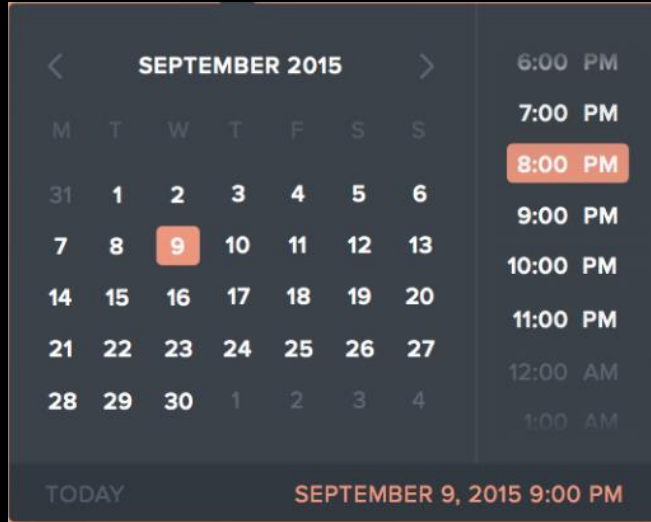 SEPTEMBER 2015
M T W T F S S
31 1 2 3 4 5 6
7 8 9 10 11 12 13
14 15 16 17 18 19 20
21 22 23 24 25 26 27
28 29 30 1 2 3 4
6:00 PM
7:00 PM
8:00 PM
9:00 PM
10:00 PM
11:00 PM
12:00 AM
1:00 AM
TODAY
SEPTEMBER 9, 2015 9:00 PM